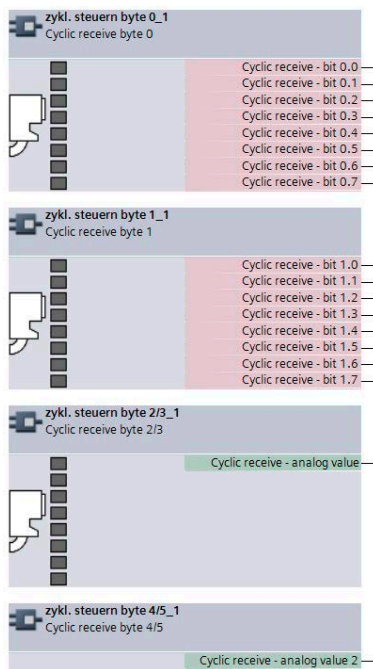 zykl. steuern byte 0_1
Cyclic receive byte 0
Cyclic receive - bit 0.0
Cyclic receive - bit 0.1
Cyclic receive - bit 0.2
Cyclic receive - bit 0.3
Cyclic receive - bit 0.4
Cyclic receive - bit 0.5
Cyclic receive - bit 0.6
Cyclic receive - bit 0.7
zykl. steuern byte 1_1
Cyclic receive byte 1
Cyclic receive - bit 1.0
Cyclic receive - bit 1.1
Cyclic receive - bit 1.2
Cyclic receive - bit 1.3
Cyclic receive - bit 1.4
Cyclic receive - bit 1.5
Cyclic receive - bit 1.6
Cyclic receive - bit 1.7
zykl. steuern byte 2/3_1
Cyclic receive byte 2/3
Cyclic receive - analog value
zykl. steuern byte 4/5_1
Cyclic receive byte 4/5
Cyclic receive - analog value 2